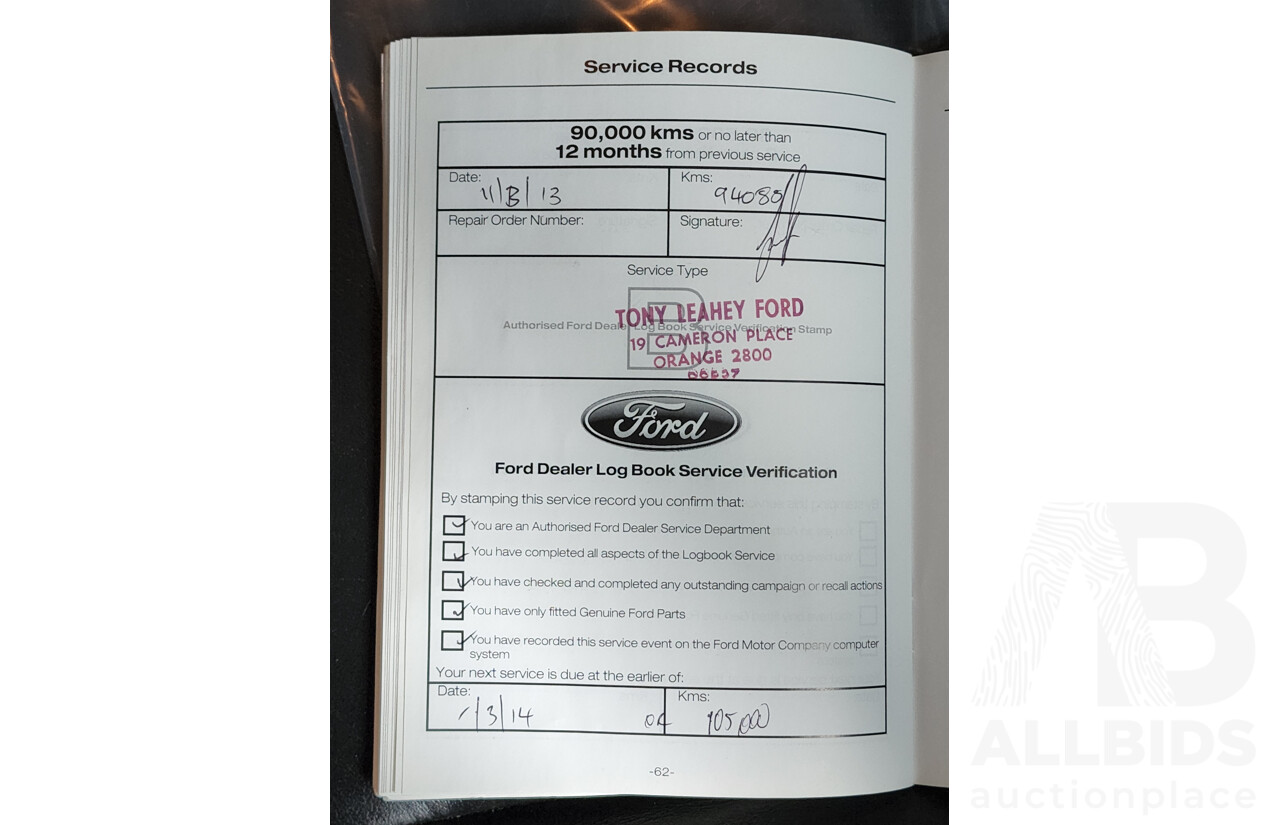 Service Records
90,000 kms or no later than
12 months from previous service
Date: Kms:
94080
Repair Order Number: Signature:
Service Type
B
TONY LEAHEY FORD
Authorised Ford Dealer Log Book Service Verification Stamp
19 CAMERON PLACE
ORANGE 2800
Ford
Ford Dealer Log Book Service Verification
By stamping this service record you confirm that:
You are an Authorised Ford Dealer Service Department
You have completed all aspects of the Logbook Service
You have checked and completed any outstanding campaign or recall actions
You have only fitted Genuine Ford Parts
You have recorded this service event on the Ford Motor Company computer
system
Your next service is due at the earlier of:
Date: Kms:
/3/14 OR 105,000
-62-
AB
ALLBIDS
auctionplace